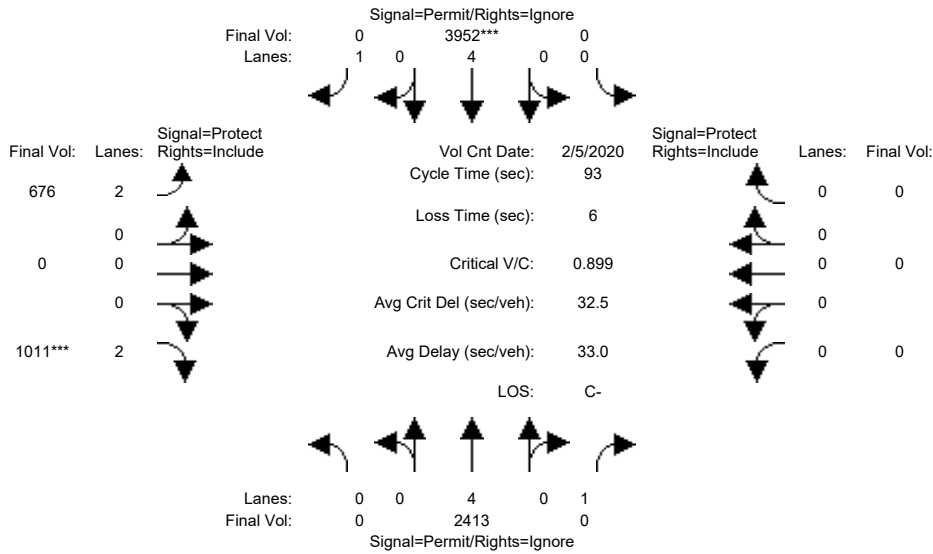 Signal=Permit/Rights=Ignore
Final Vol: 0 3952*** 0
Lanes: 1 0 4 0 0
Signal=Protect Signal=Protect
Final Vol: Lanes: Rights=Include Vol Cnt Date: 2/5/2020 Rights=Include Lanes: Final Vol:
Cycle Time (sec): 93
676 2 0 0
Loss Time (sec): 6
0 0
0 0 Critical V/C: 0.899 0 0
0 Avg Crit Del (sec/veh): 32.5 0
1011*** 2 Avg Delay (sec/veh): 33.0 0 0
LOS: C-
Lanes: 0 0 4 0 1
Final Vol: 0 2413 0
Signal=Permit/Rights=Ignore